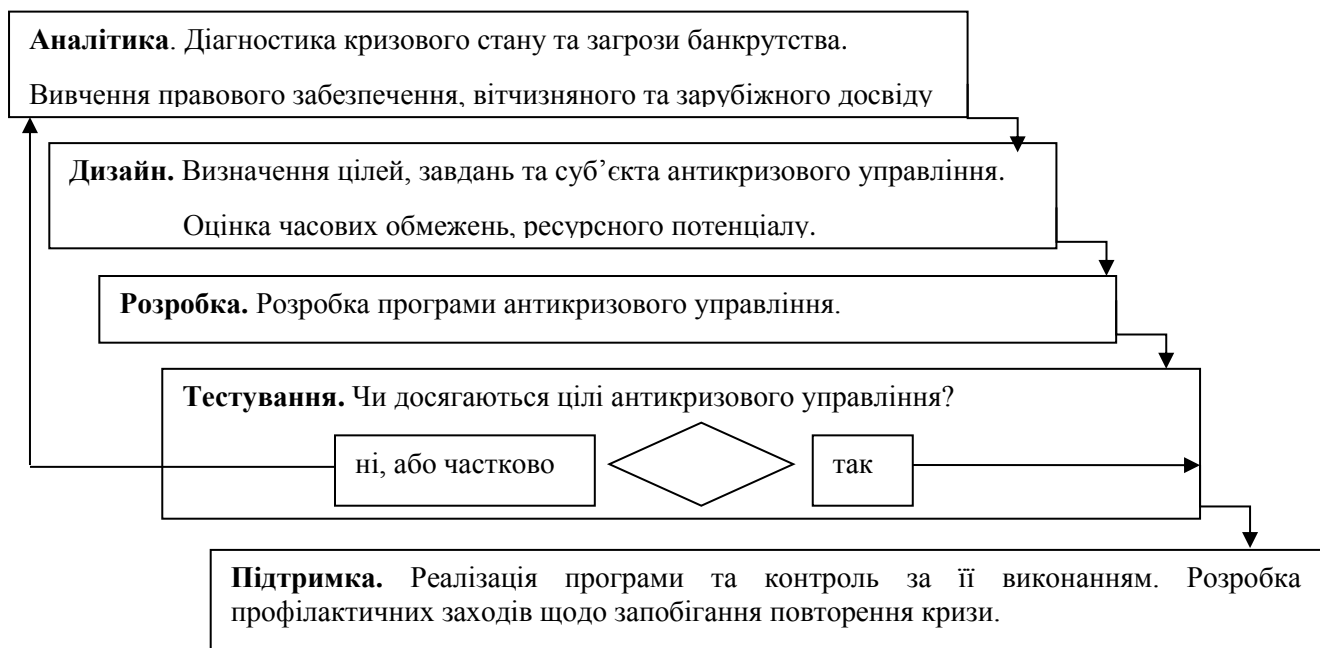 Аналітика. Діагностика кризового стану та загрози банкрутства.
Вивчення правового забезпечення, вітчизняного та зарубіжного досвіду
Дизайн. Визначення цілей, завдань та суб’єкта антикризового управління.
Оцінка часових обмежень, ресурсного потенціалу.
Розробка. Розробка програми антикризового управління.
Тестування. Чи досягаються цілі антикризового управління?
ні, або частково
так
Підтримка. Реалізація програми та контроль за її виконанням. Розробка
профілактичних заходів щодо запобігання повторення кризи.